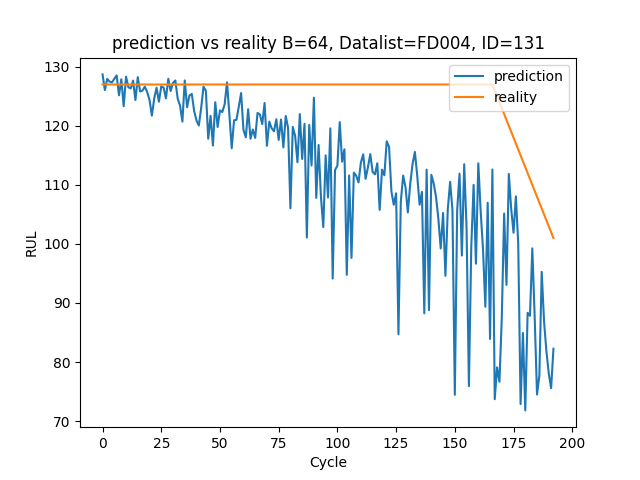 prediction vs reality B=64, Datalist=FD004, ID=131
prediction
reality
RUL
130
120
110
100
90
80
70
0 25 50 75 100 125 150 175 200
Cycle